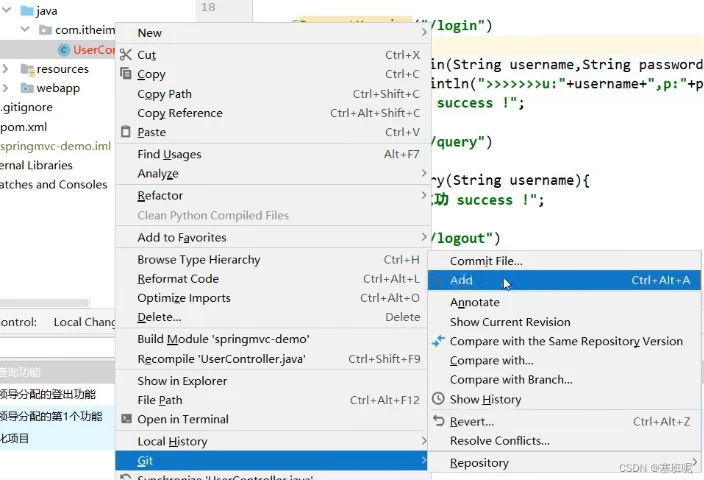 java
com.itheim
UserCo
resources
webapp
.gitignore
pom.xml
springmvc-demo.iml
ernal Libraries
atches and Consoles
ontrol:
Local Chang
查询功能
领导分配的登出功能
领导分配的第1个功能
化项目
18
("/login")
in(String username,String password
intln(">>>>>>>u:"+username+",p:"+p
success !";
/query")
ry(String username){
功 success !";
/logout")
New
Cut Ctrl+X
Copy Ctrl+C
Copy Path Ctrl+Shift+C
Copy Reference Ctrl+Alt+Shift+C
Paste Ctrl+V
Find Usages Alt+F7
Analyze
Refactor
Clean Python Compiled Files
Add to Favorites
Browse Type Hierarchy Ctrl+H
Reformat Code Ctrl+Alt+L
Optimize Imports Ctrl+Alt+O
Delete... Delete
Build Module 'springmvc-demo'
Recompile 'UserController.java' Ctrl+Shift+F9
Show in Explorer
File Path Ctrl+Alt+F12
Open in Terminal
Local History
Git
Synchronize 'UserController.java'
Commit File...
Add Ctrl+Alt+A
Annotate
Show Current Revision
Compare with the Same Repository Version
Compare with...
Compare with Branch...
Show History
Revert... Ctrl+Alt+Z
Resolve Conflicts...
Repository
CSDN @塞班呢